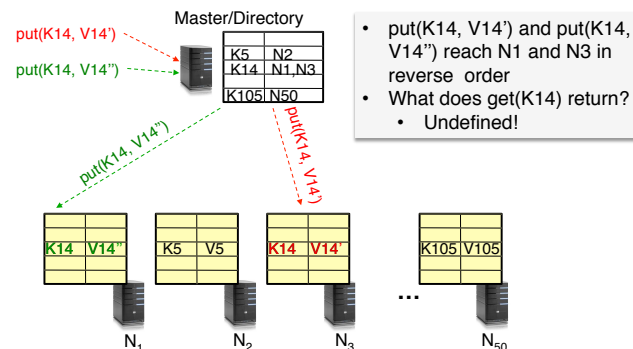 Master/Directory
put(K14, V14')
put(K14, V14'')
K5 N2
K14 N1,N3
K105 N50
• put(K14, V14') and put(K14,
V14'') reach N1 and N3 in
reverse order
• What does get(K14) return?
• Undefined!
put(K14, V14'')
put(K14, V14')
K14 V14''
K5 V5
K14 V14'
K105 V105
...
N1
N2
N3
N50